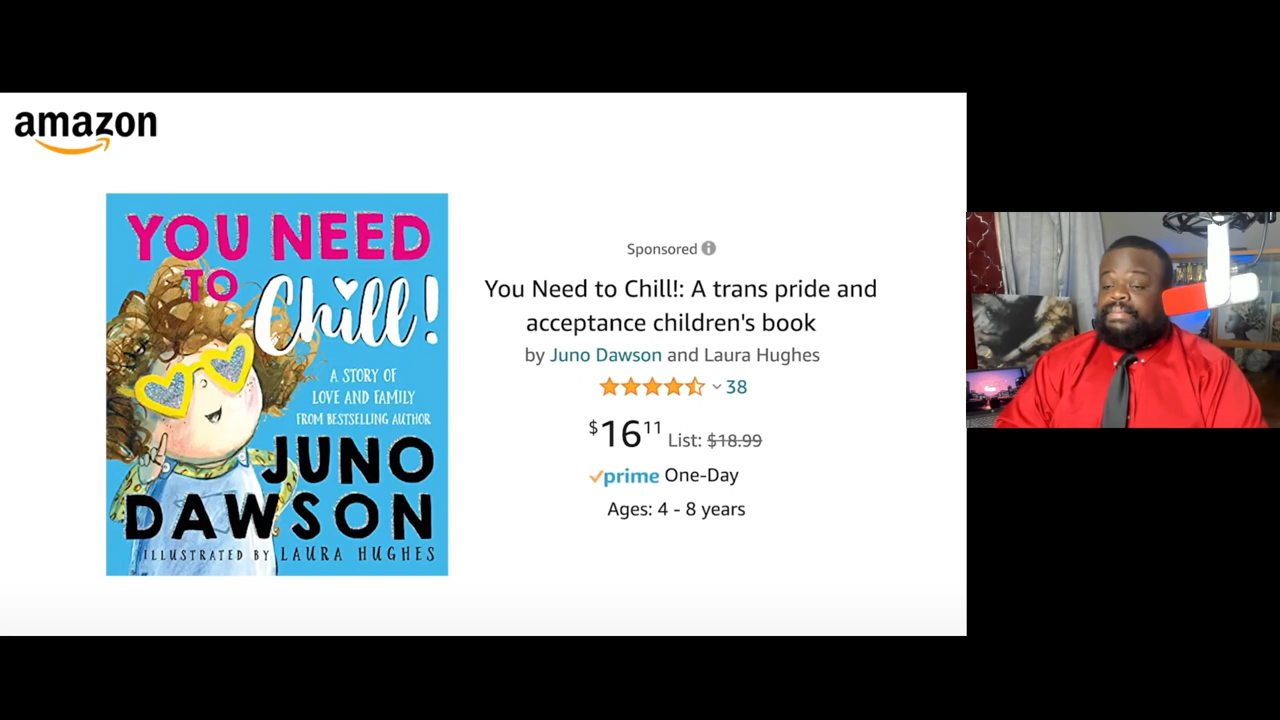 amazon
YOU NEED
TO Chill!
A STORY OF
LOVE AND FAMILY
FROM BESTSELLING AUTHOR
JUNO
DAWSON
ILLUSTRATED BY LAURA HUGHES
Sponsored
You Need to Chill!: A trans pride and
acceptance children's book
by Juno Dawson and Laura Hughes
38
$16 11 List: $18.99
prime One-Day
Ages: 4 - 8 years